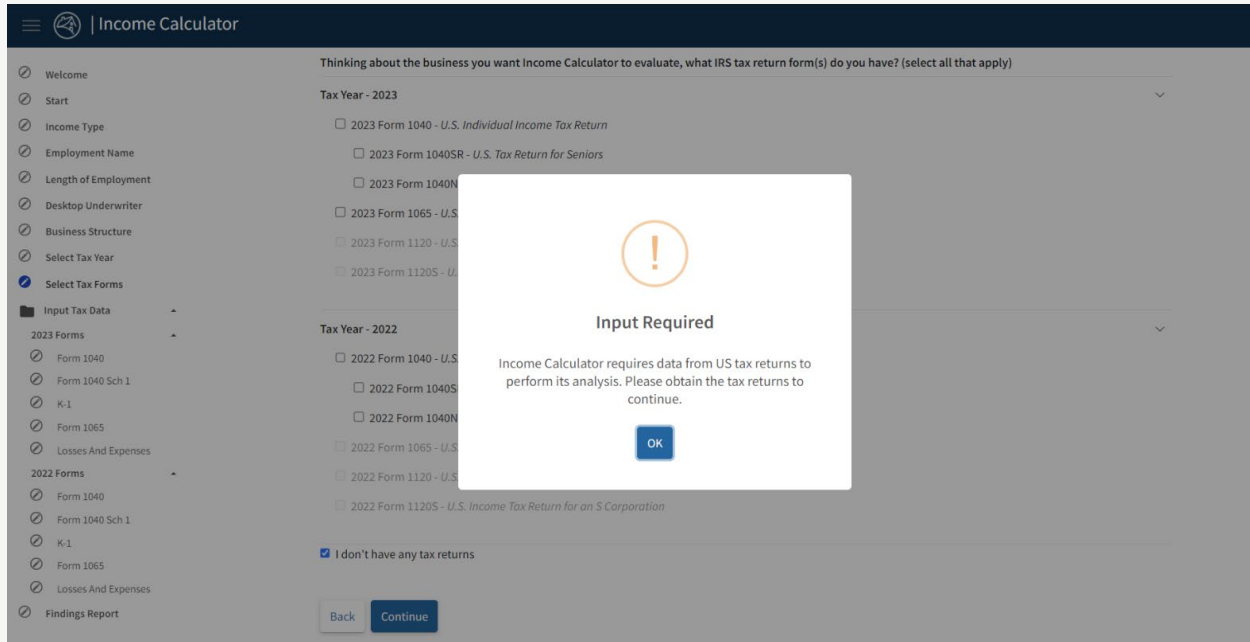 | Income Calculator
Welcome
Start
Income Type
Employment Name
Length of Employment
Desktop Underwriter
Business Structure
Select Tax Year
Select Tax Forms
Input Tax Data
2023 Forms
Form 1040
Form 1040 Sch 1
K-1
Form 1065
Losses And Expenses
2022 Forms
Form 1040
Form 1040 Sch 1
K-1
Form 1065
Losses And Expenses
Findings Report
Thinking about the business you want Income Calculator to evaluate, what IRS tax return form(s) do you have? (select all that apply)
Tax Year - 2023
2023 Form 1040 - U.S. Individual Income Tax Return
2023 Form 1040SR - U.S. Tax Return for Seniors
2023 Form 1040N
2023 Form 1065 - U.S.
2023 Form 1120 - U.S
2023 Form 1120S - U.
Tax Year - 2022
2022 Form 1040 - U.S.
2022 Form 1040S
2022 Form 1040N
2022 Form 1065 - U.S
2022 Form 1120 - U.S
2022 Form 1120S - U.S. Income Tax Return for an S Corporation
I don't have any tax returns
Back Continue
!
Input Required
Income Calculator requires data from US tax returns to
perform its analysis. Please obtain the tax returns to
continue.
OK